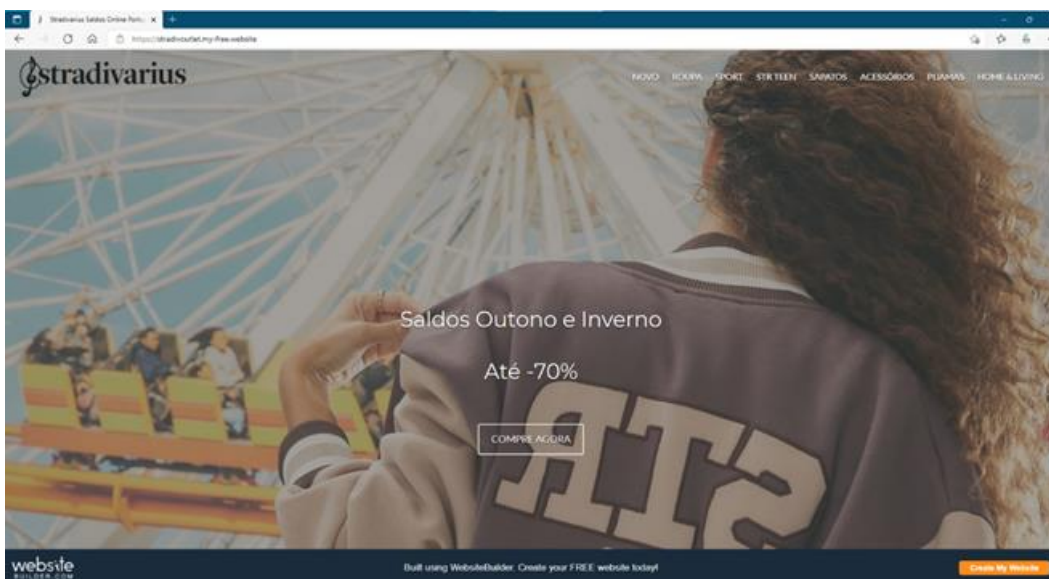 Stradivarius Saldos Online Portu
https://stradivoutlet.my-free.website
stradivarius
NOVO ROUPA SPORT STR TEEN SAPATOS ACESSÓRIOS PIJAMAS HOME & LIVING
Saldos Outono e Inverno
Até -70%
COMPRE AGORA
STR
website
BUILDER.COM
Built using WebsiteBuilder. Create your FREE website today!
Create My Website